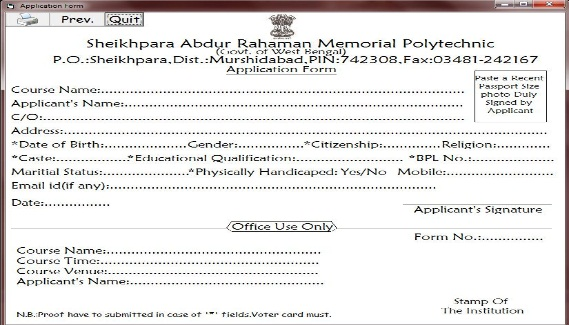 Application Form
Prev. Quit
Sheikhpara Abdur Rahaman Memorial Polytechnic
(Govt. of West Bengal)
P.O.:Sheikhpara,Dist.:Murshidabad,PIN:742308,Fax:03481-242167
Application Form
Paste a Recent
Passport Size
photo Duly
Signed by
Applicant
Course Name:..........................................................................
Applicant's Name:....................................................................
C/O:.........................................................................................
Address:.....................................................................................................
*Date of Birth:...............Gender:....................*Citizenship:...............Religion:..............
*Caste:...............*Educational Qualification:........................... *BPL No.:..............
Maritial Status:..................*Physically Handicaped: Yes/No Mobile:......................
Email id(if any):....................................................................
Date:...............
Applicant's Signature
Office Use Only
Form No.:.............
Course Name:..............................................
Course Time:..............................................
Course Venue:.............................................
Applicant's Name:.........................................
Stamp Of
The Institution
N.B.:Proof have to submitted in case of '*' fields.Voter card must.